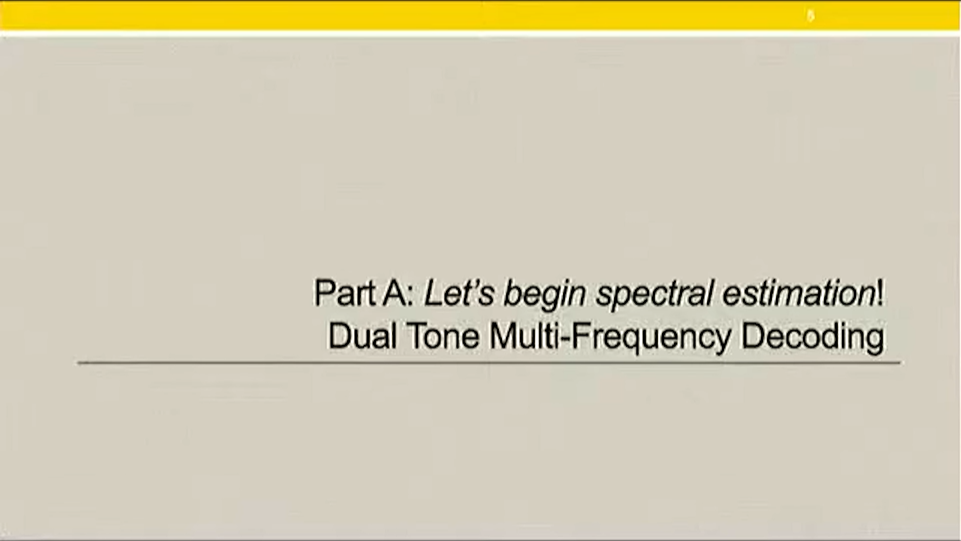 Part A: Let's begin spectral estimation!
Dual Tone Multi-Frequency Decoding